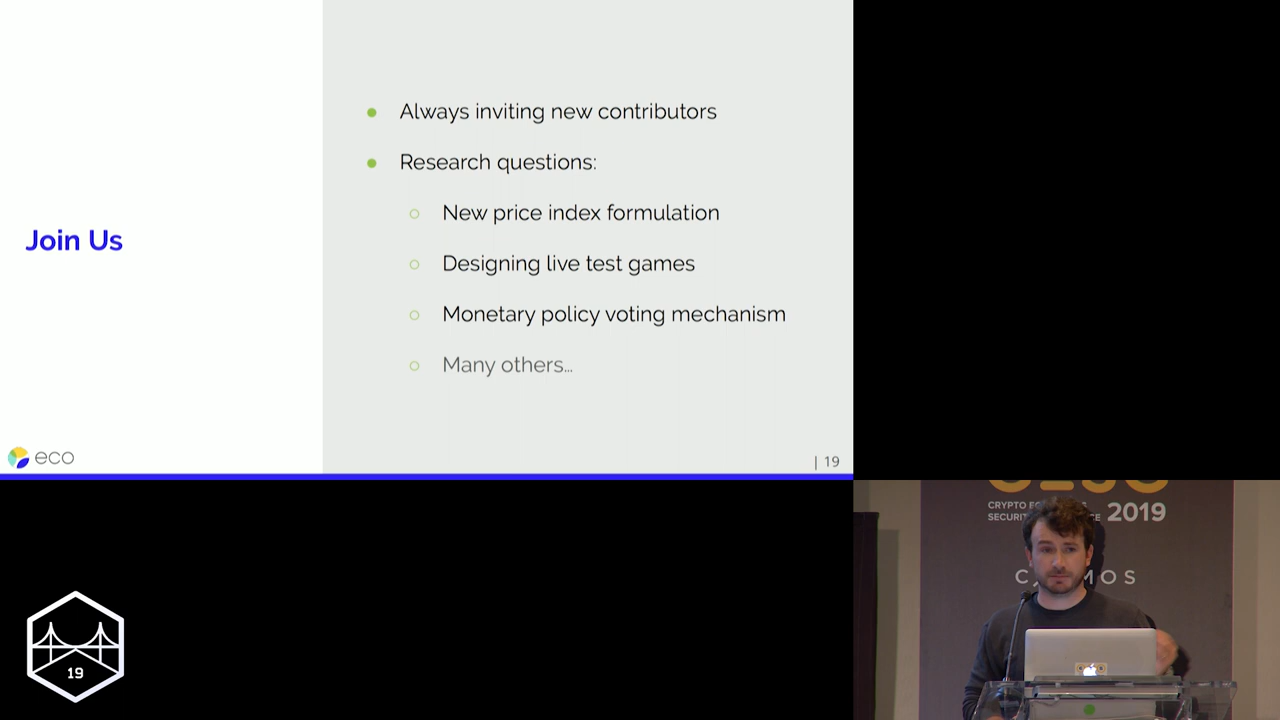 Always inviting new contributors
Research questions:
New price index formulation
Designing live test games
Monetary policy voting mechanism
Many others…
Join Us
eco
| 19
2019
19